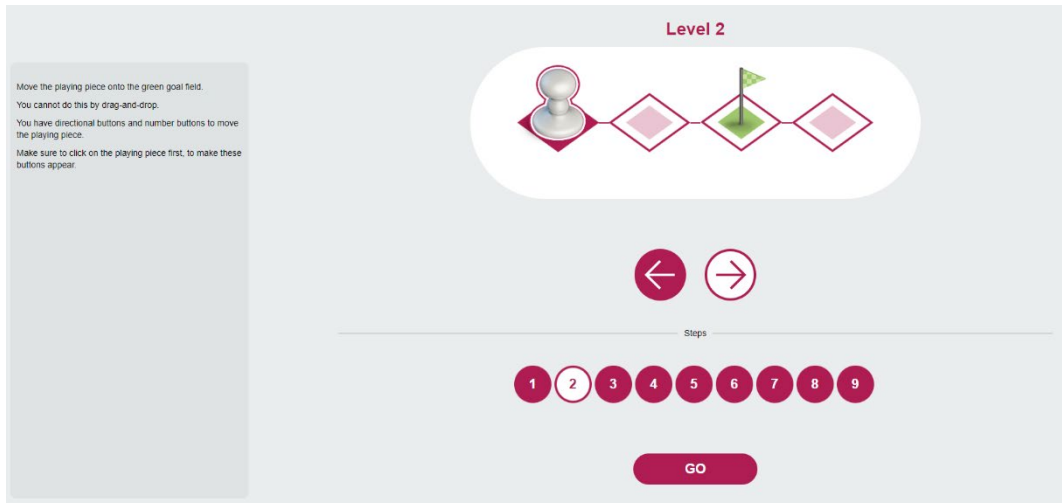 Level 2
Move the playing piece onto the green goal field.
You cannot do this by drag-and-drop.
You have directional buttons and number buttons to move
the playing piece.
Make sure to click on the playing piece first, to make these
buttons appear.
Steps
1 2 3 4 5 6 7 8 9
GO